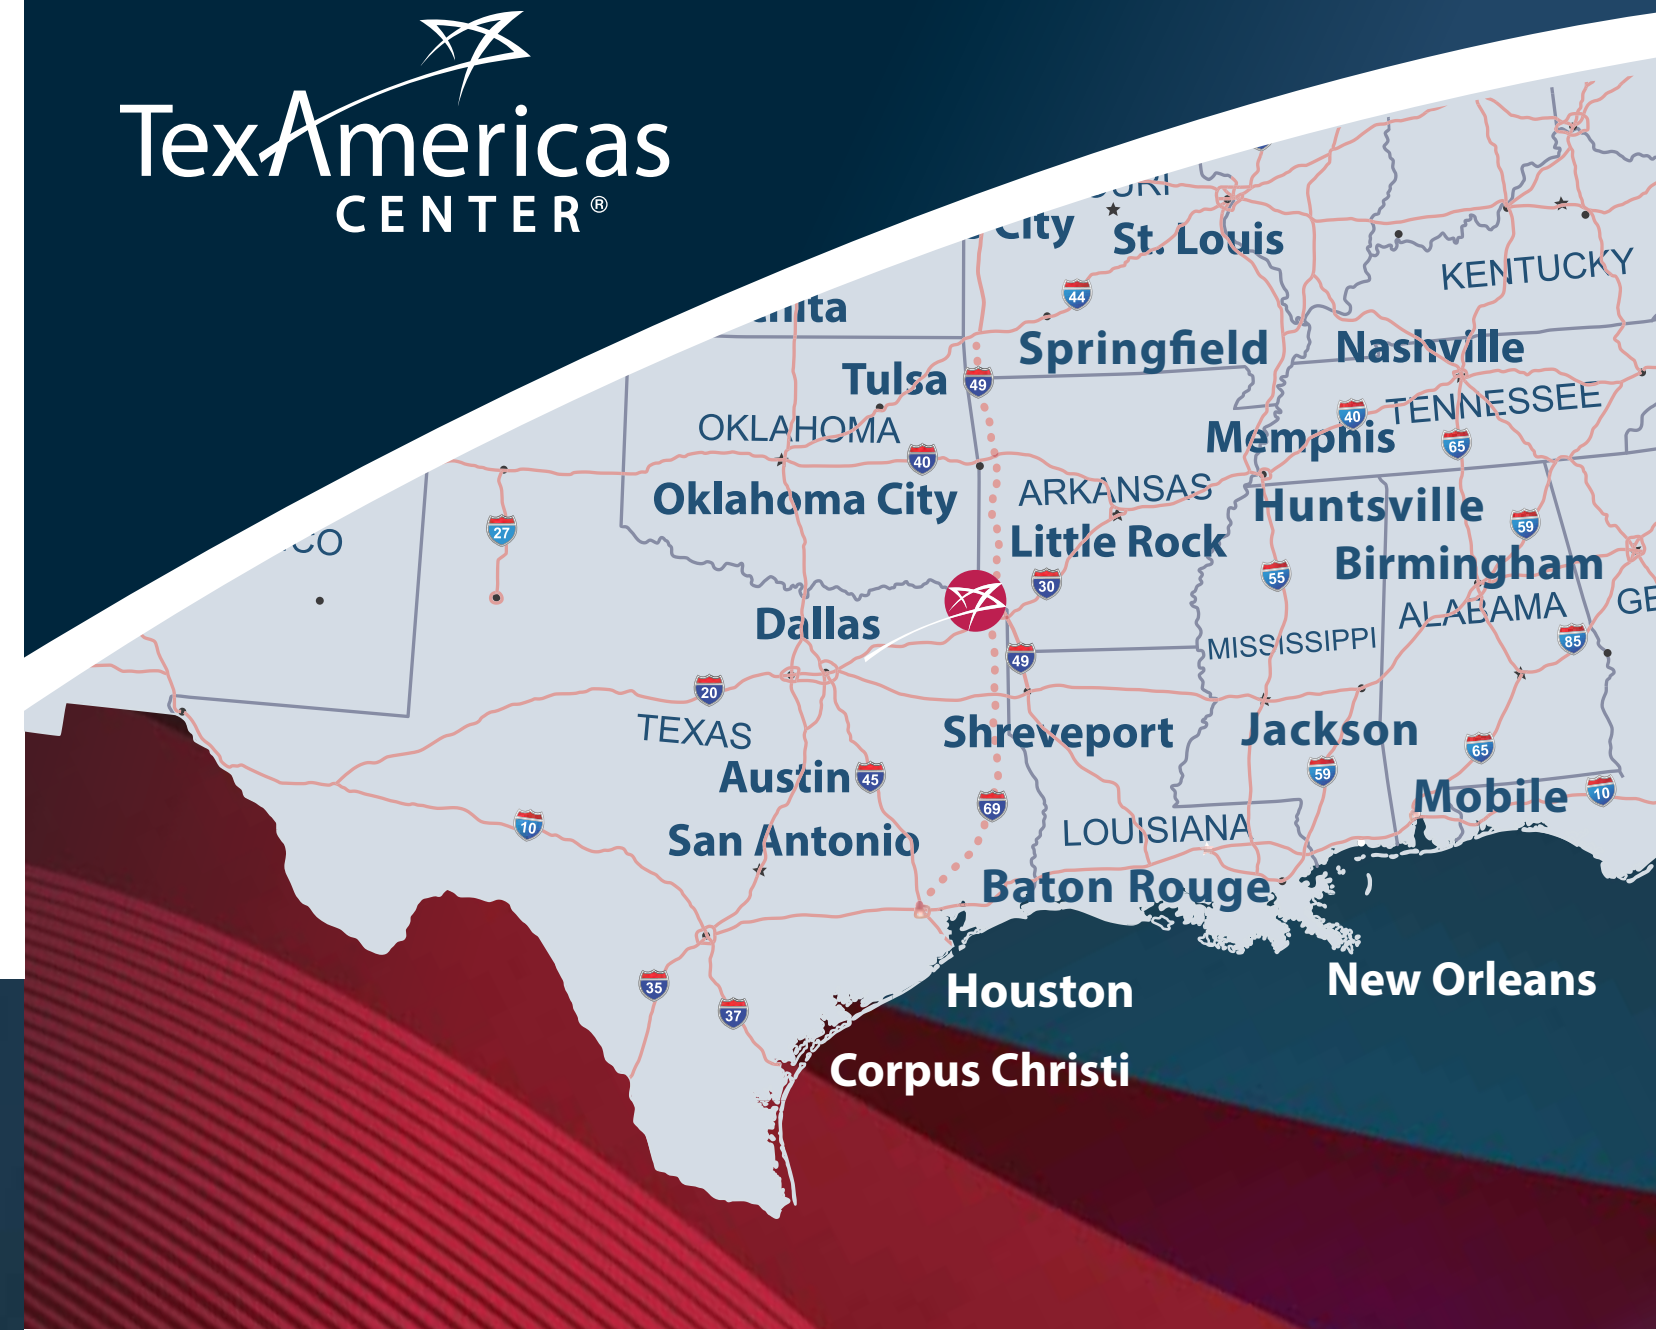 TexAmericas
CENTER®
City
St. Louis
KENTUCKY
44
Springfield
Nashville
Tulsa
49
OKLAHOMA
40
TENNESSEE
Memphis
65
40
Oklahoma City
ARKANSAS
Huntsville
27
59
Little Rock
Birmingham
30
55
Dallas
ALABAMA
MISSISSIPPI
85
49
20
TEXAS
Shreveport
Jackson
65
Austin
45
59
Mobile
10
69
10
San Antonio
LOUISIANA
Baton Rouge
35
Houston
New Orleans
37
Corpus Christi